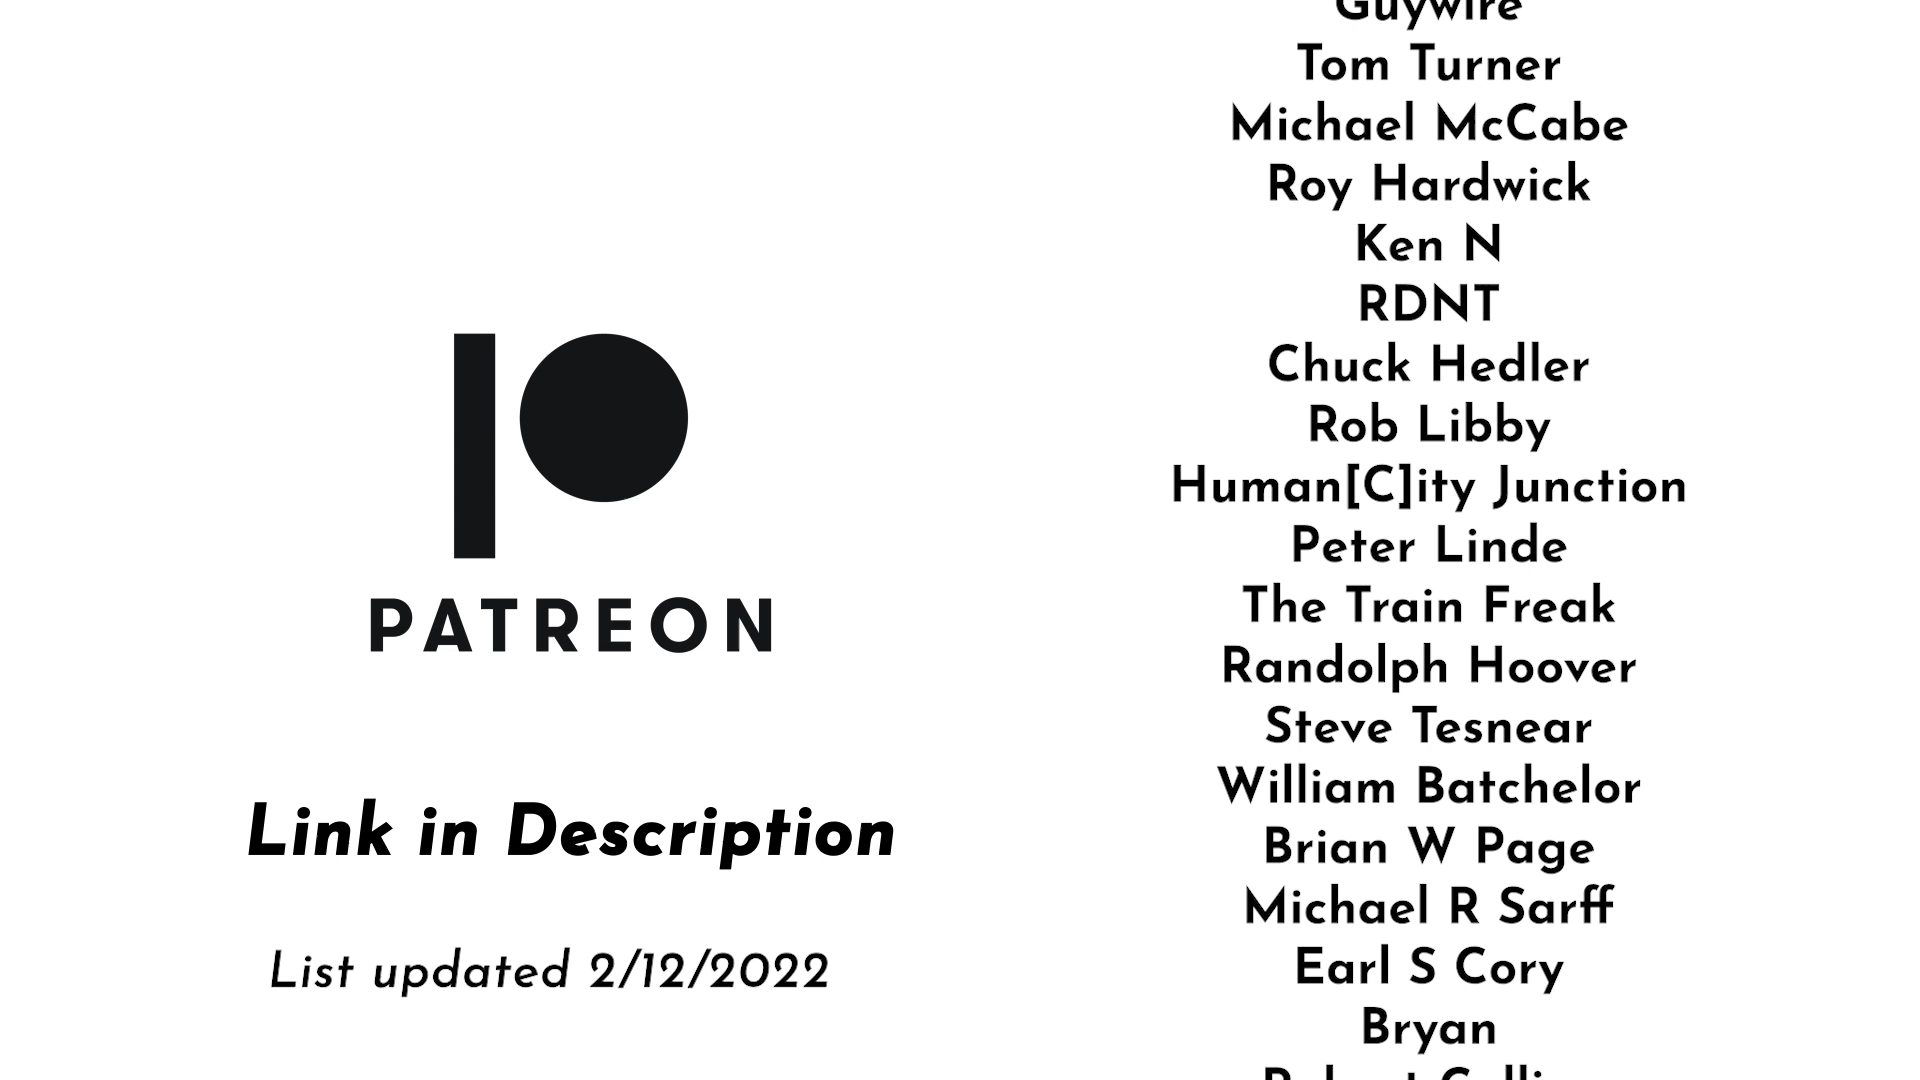 PATREON
Link in Description
List updated 2/12/2022
Guywire
Tom Turner
Michael McCabe
Roy Hardwick
Ken N
RDNT
Chuck Hedler
Rob Libby
Human[C]ity Junction
Peter Linde
The Train Freak
Randolph Hoover
Steve Tesnear
William Batchelor
Brian W Page
Michael R Sarff
Earl S Cory
Bryan